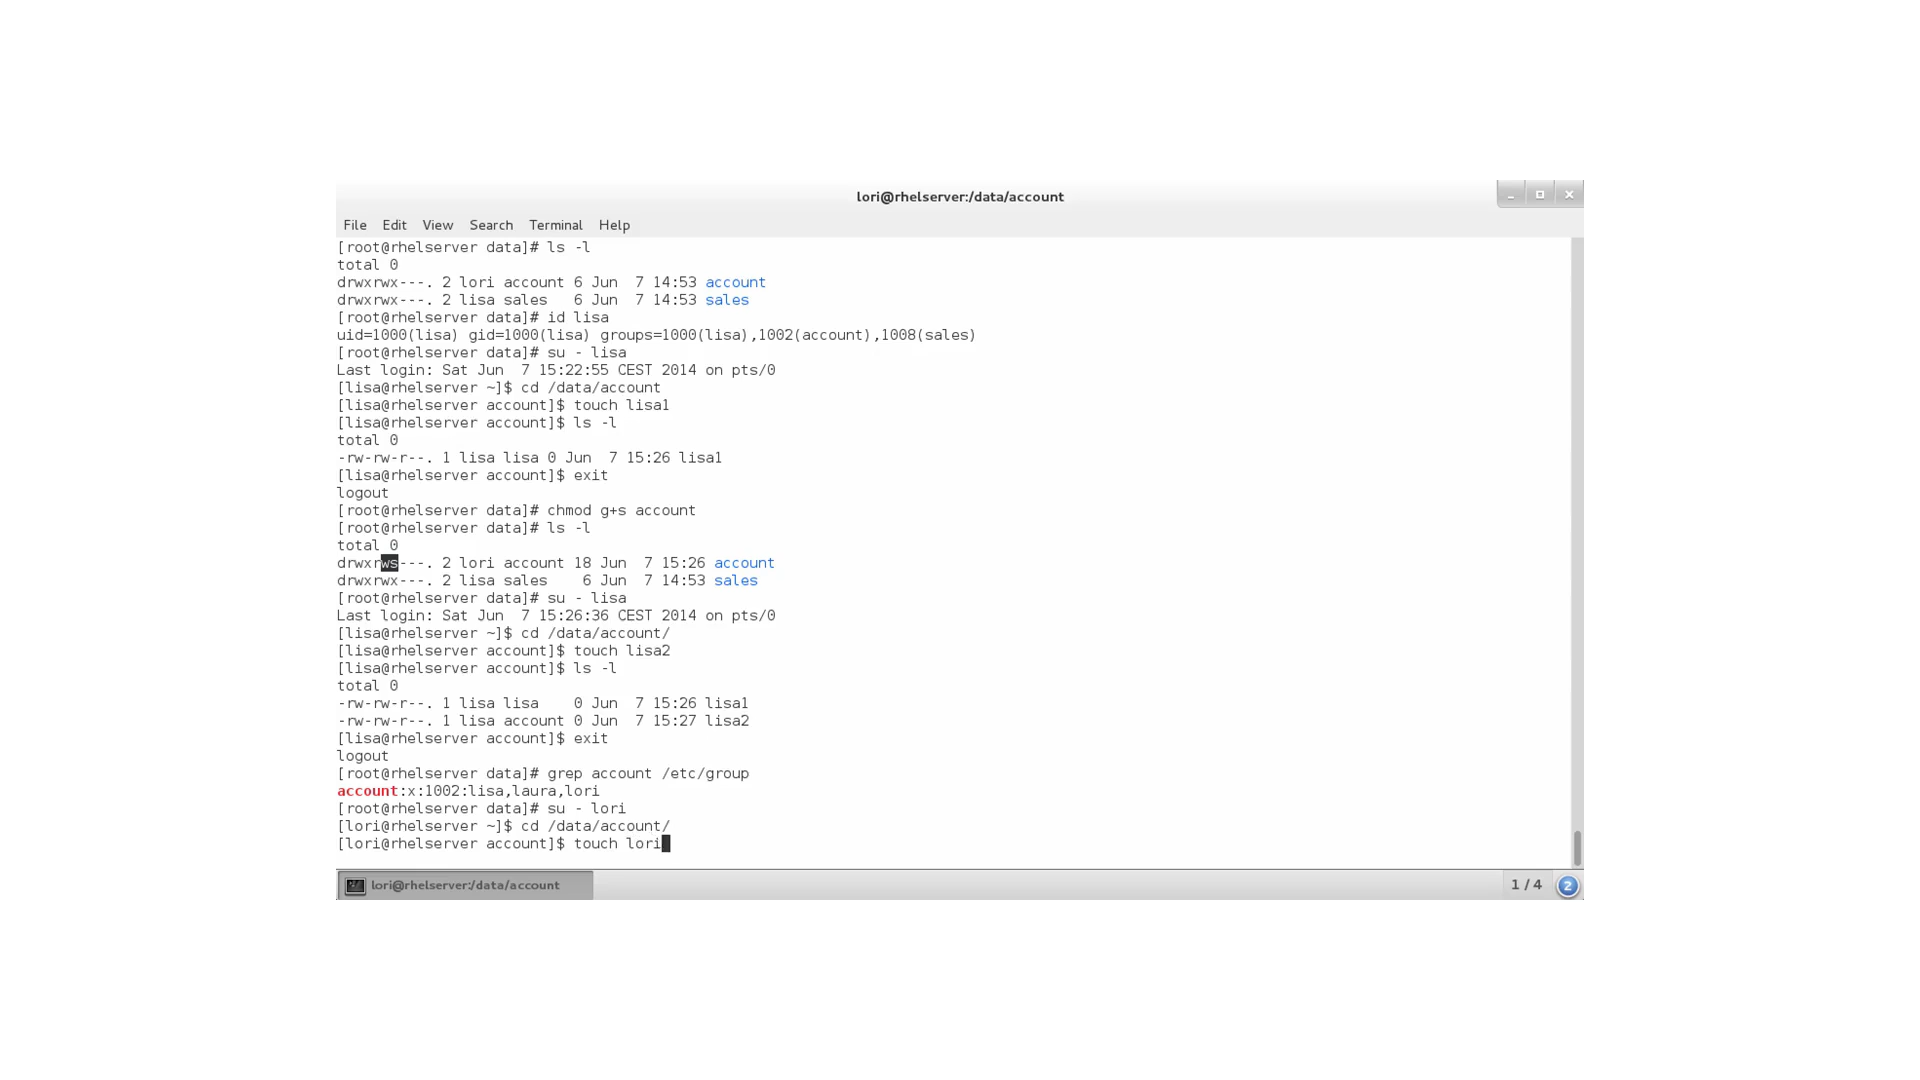 lori@rhelserver:/data/account
File Edit View Search Terminal Help
[root@rhelserver data]# ls -l
total 0
drwxrwx---. 2 lori account 6 Jun  7 14:53 account
drwxrwx---. 2 lisa sales   6 Jun  7 14:53 sales
[root@rhelserver data]# id lisa
uid=1000(lisa) gid=1000(lisa) groups=1000(lisa),1002(account),1008(sales)
[root@rhelserver data]# su - lisa
Last login: Sat Jun  7 15:22:55 CEST 2014 on pts/0
[lisa@rhelserver ~]$ cd /data/account
[lisa@rhelserver account]$ touch lisa1
[lisa@rhelserver account]$ ls -l
total 0
-rw-rw-r--. 1 lisa lisa 0 Jun  7 15:26 lisa1
[lisa@rhelserver account]$ exit
logout
[root@rhelserver data]# chmod g+s account
[root@rhelserver data]# ls -l
total 0
drwxrws---. 2 lori account 18 Jun  7 15:26 account
drwxrwx---. 2 lisa sales    6 Jun  7 14:53 sales
[root@rhelserver data]# su - lisa
Last login: Sat Jun  7 15:26:36 CEST 2014 on pts/0
[lisa@rhelserver ~]$ cd /data/account/
[lisa@rhelserver account]$ touch lisa2
[lisa@rhelserver account]$ ls -l
total 0
-rw-rw-r--. 1 lisa lisa    0 Jun  7 15:26 lisa1
-rw-rw-r--. 1 lisa account 0 Jun  7 15:27 lisa2
[lisa@rhelserver account]$ exit
logout
[root@rhelserver data]# grep account /etc/group
account:x:1002:lisa,laura,lori
[root@rhelserver data]# su - lori
[lori@rhelserver ~]$ cd /data/account/
[lori@rhelserver account]$ touch lori
lori@rhelserver:/data/account 1 / 4 2